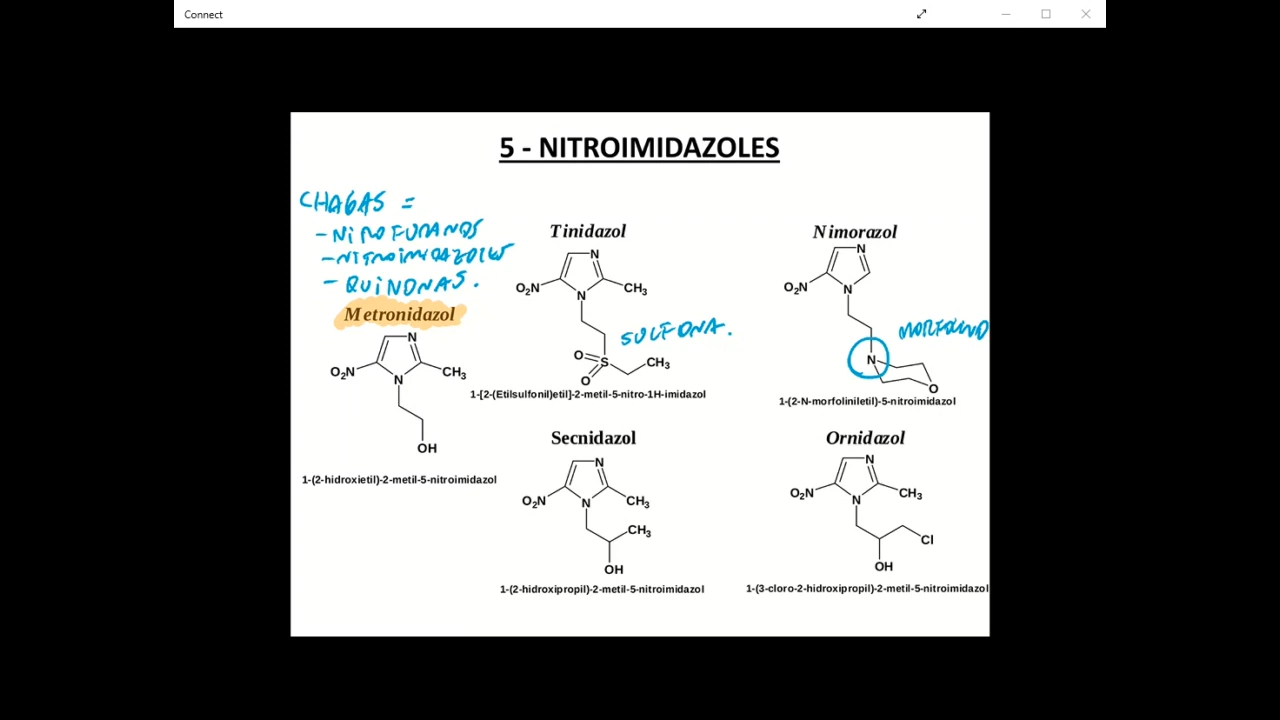 Connect
5 - NITROIMIDAZOLES
CHAGAS =
- NITROFURANOS
- NITROIMIDAZOLES
- QUINONAS.
Metronidazol
O₂N
N
N
CH₃
OH
1-(2-hidroxietil)-2-metil-5-nitroimidazol
Tinidazol
N
O₂N
N
CH₃
SULFONA.
O
S
CH₃
O
1-[2-(Etilsulfonil)etil]-2-metil-5-nitro-1H-imidazol
Nimorazol
N
O₂N
N
MORFOLINO
N
O
1-(2-N-morfoliniletil)-5-nitroimidazol
Secnidazol
N
O₂N
N
CH₃
CH₃
OH
1-(2-hidroxipropil)-2-metil-5-nitroimidazol
Ornidazol
N
O₂N
N
CH₃
Cl
OH
1-(3-cloro-2-hidroxipropil)-2-metil-5-nitroimidazol